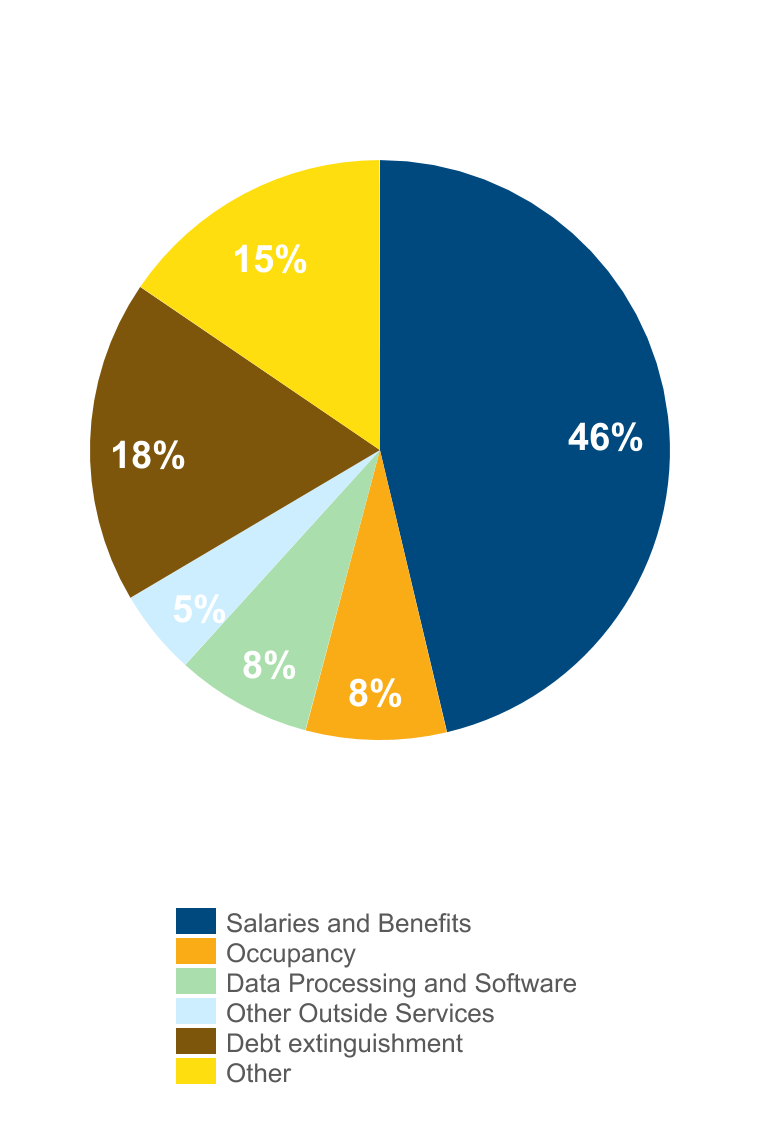 15%
46%
18%
5%
8%
8%
Salaries and Benefits
Occupancy
Data Processing and Software
Other Outside Services
Debt extinguishment
Other